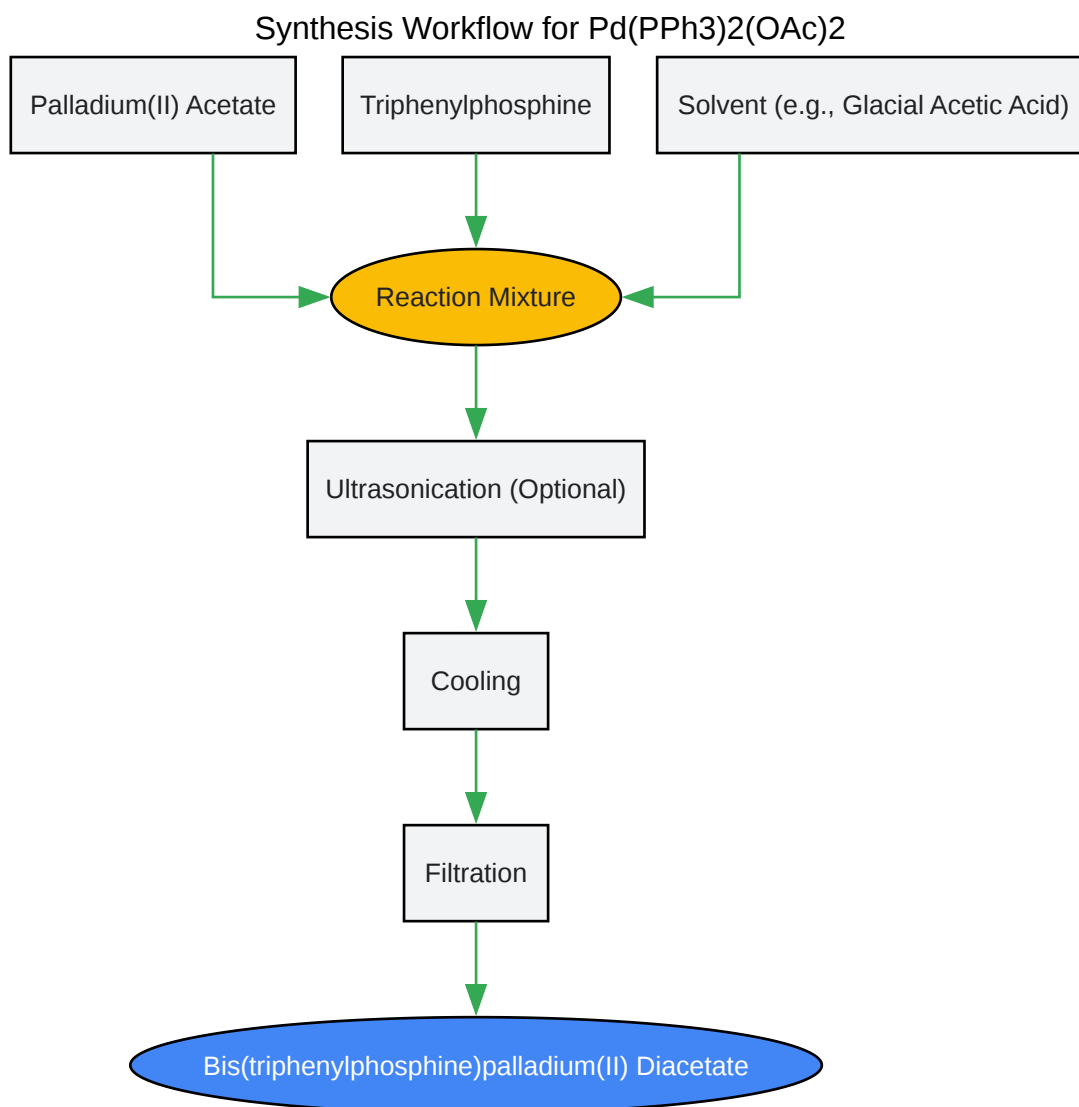 Synthesis Workflow for Pd(PPh3)2(OAc)2
Palladium(II) Acetate
Triphenylphosphine
Solvent (e.g., Glacial Acetic Acid)
Reaction Mixture
Ultrasonication (Optional)
Cooling
Filtration
Bis(triphenylphosphine)palladium(II) Diacetate